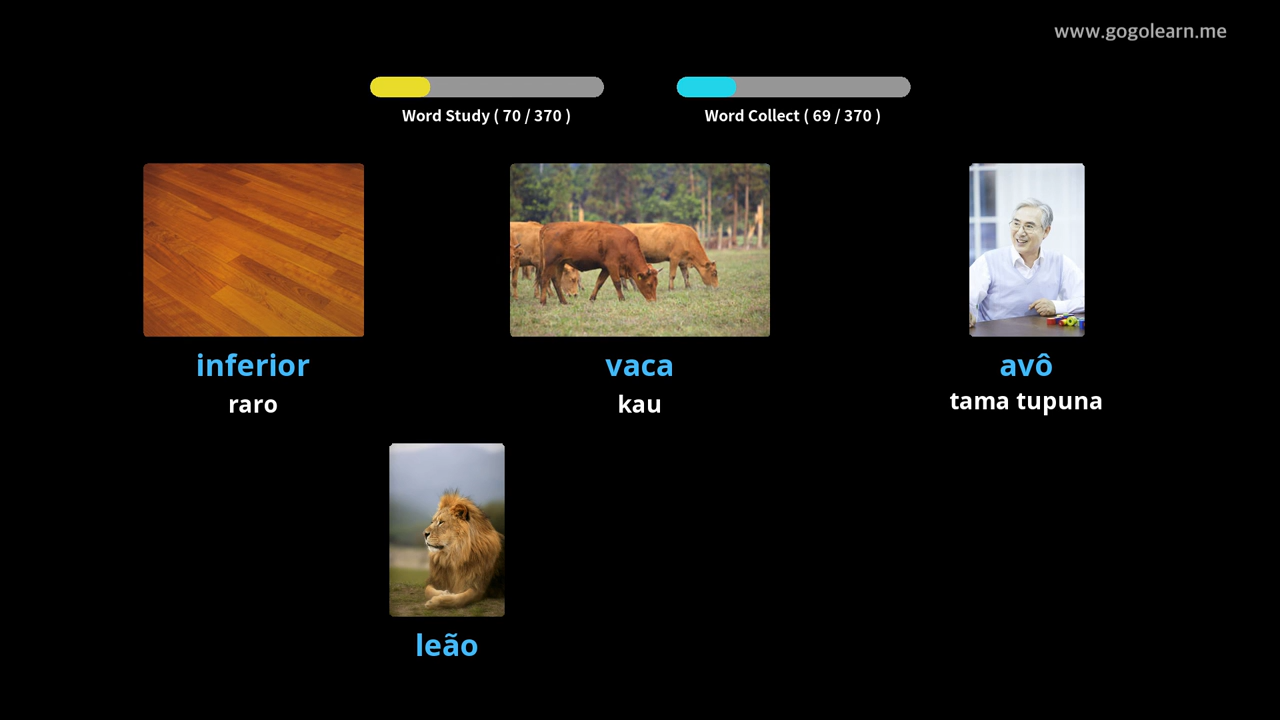 www.gogolearn.me
Word Study ( 70 / 370 )
Word Collect ( 69 / 370 )
inferior
raro
vaca
kau
avô
tama tupuna
leão